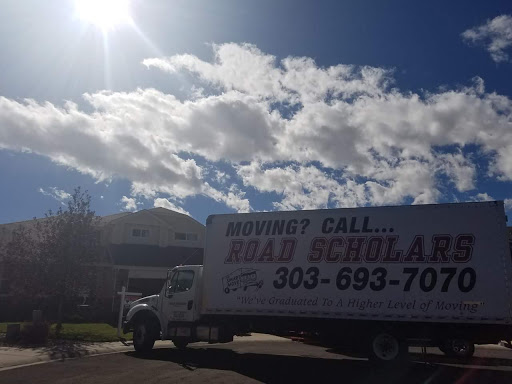 MOVING? CALL...
ROAD SCHOLARS
303-693-7070
"We've Graduated To A Higher Level of Moving"